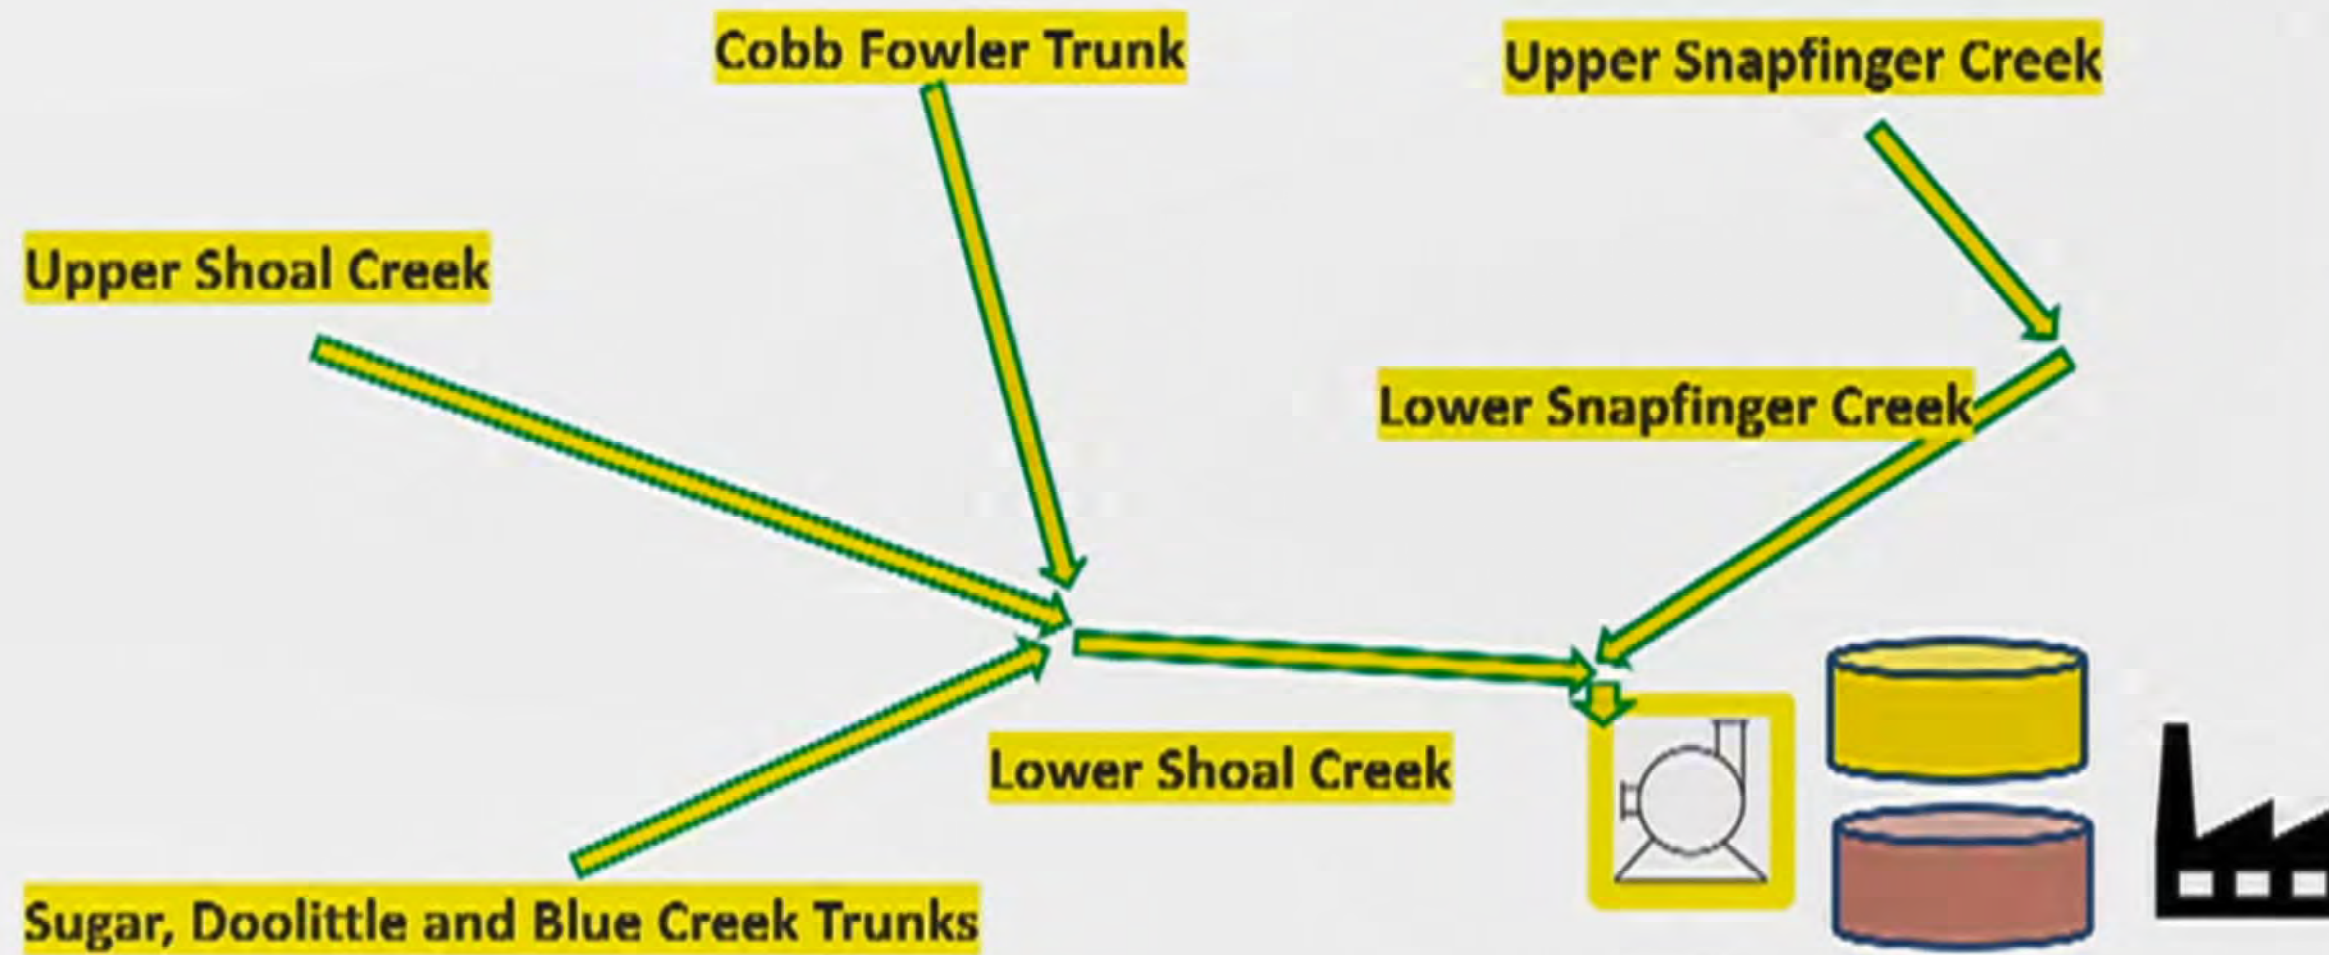 Cobb Fowler Trunk
Upper Snapfinger Creek
Upper Shoal Creek
Lower Snapfinger Creek
Lower Shoal Creek
Sugar, Doolittle and Blue Creek Trunks